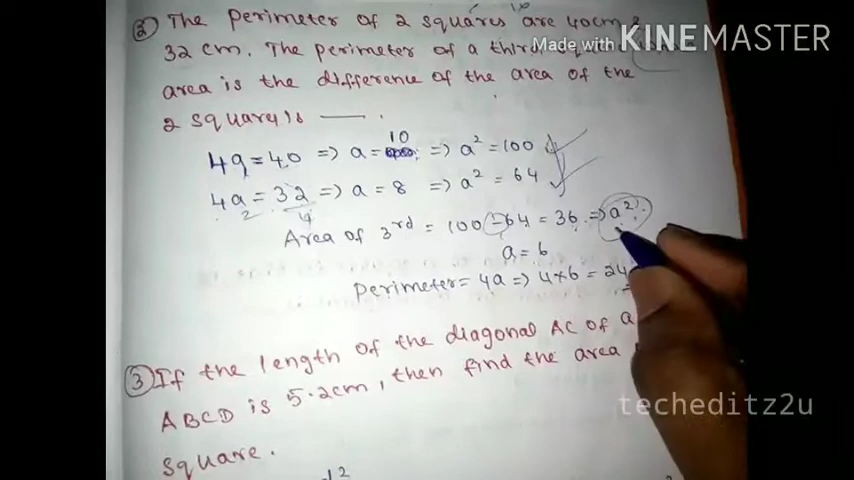 ② The perimeter of 2 squares are 40cm &
Made with KINEMASTER
32 cm. The perimeter of a third
area is the difference of the area of the
2 square is —— .
4a = 40 => a = 10 => a² = 100
4a = 32 => a = 8 => a² = 64
2 4
Area of 3rd = 100 - 64 = 36 => a²
a = 6
Perimeter = 4a => 4×6 = 24
③ If the length of the diagonal AC of a
ABCD is 5.2cm, then find the area
square.
techeditz2u